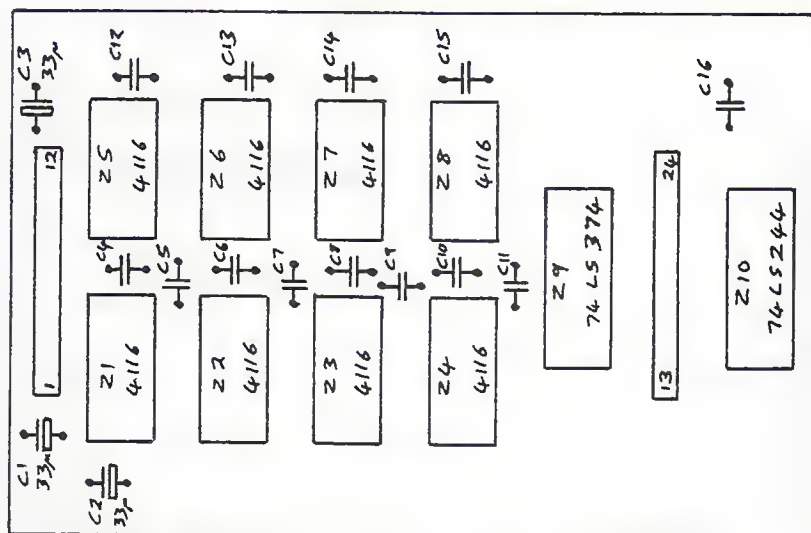 C3
33μ
C12
C13
C14
C15
C16
12
Z5
4116
Z6
4116
Z7
4116
Z8
4116
24
C4
C5
C6
C7
C8
C9
C10
C11
Z9
74LS374
Z10
74LS244
1
Z1
4116
Z2
4116
Z3
4116
Z4
4116
13
C1
33μ
C2
33μ